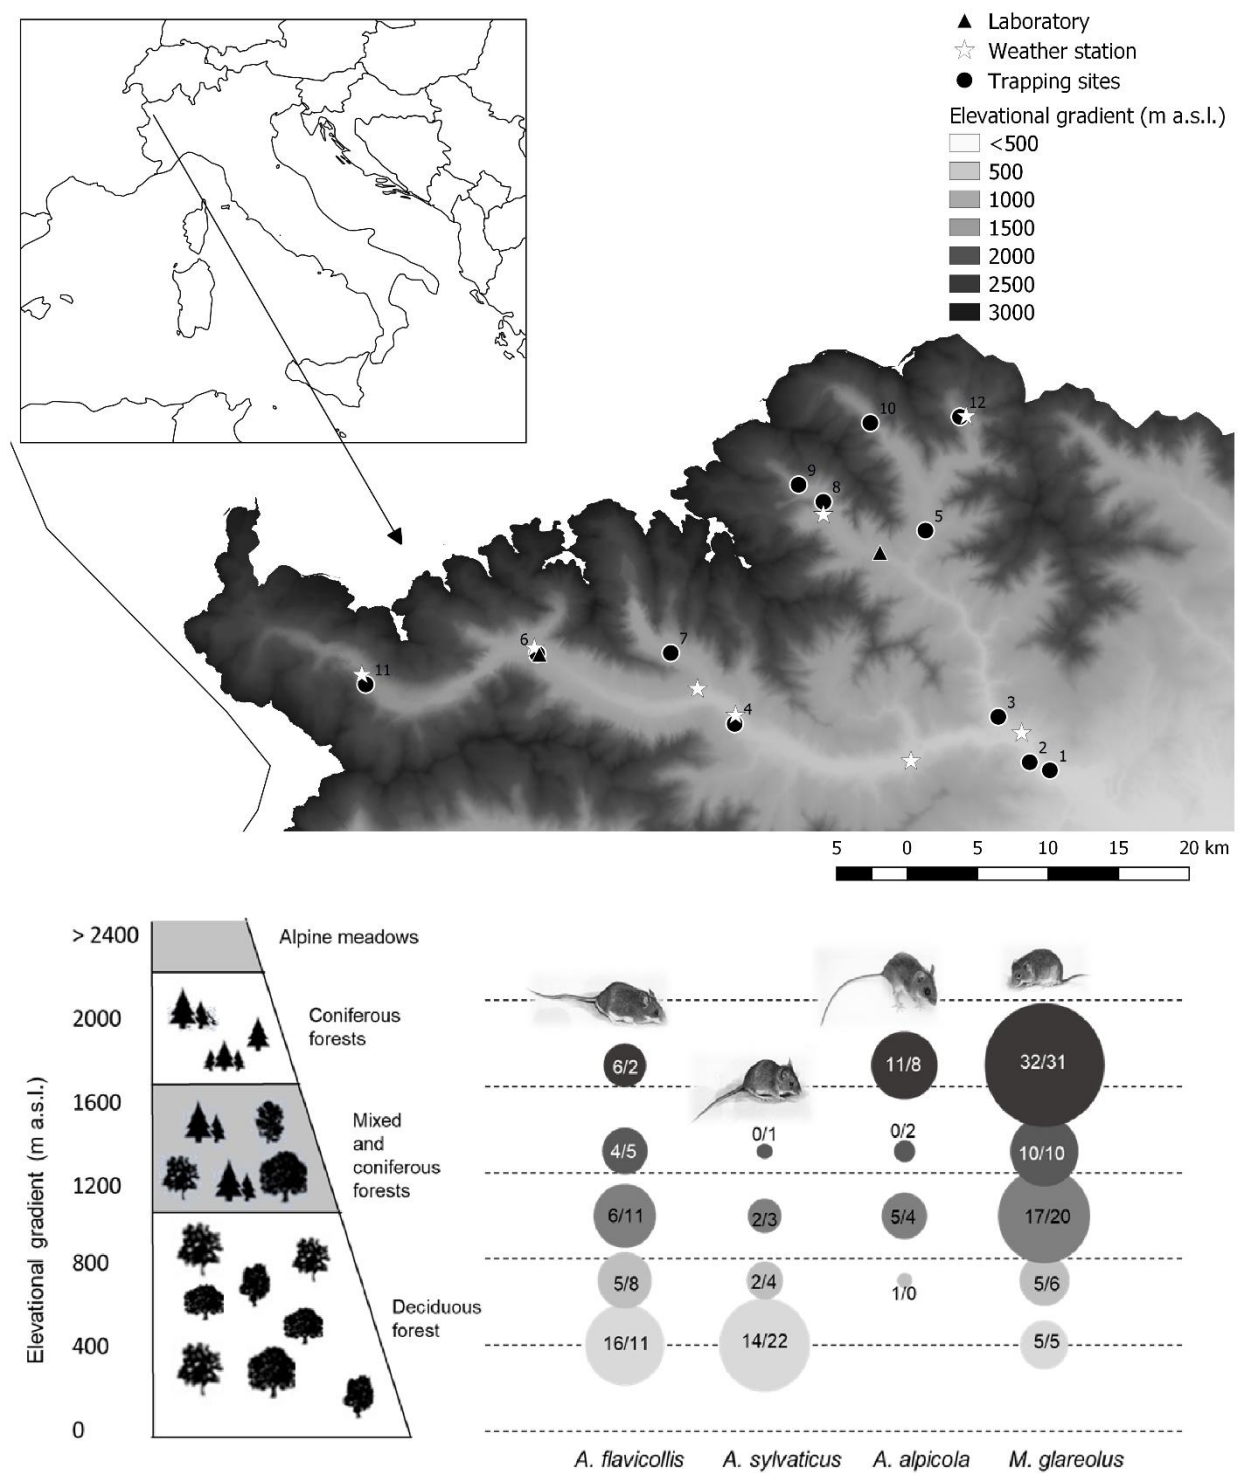 Laboratory
Weather station
Trapping sites
Elevational gradient (m a.s.l.)
<500
500
1000
1500
2000
2500
3000
10
12
9
8
5
6
7
11
4
3
2
1
5 0 5 10 15 20 km
> 2400
Alpine meadows
2000
Coniferous
forests
1600
Mixed
and
coniferous
forests
1200
800
Deciduous
forest
400
0
Elevational gradient (m a.s.l.)
6/2
11/8
32/31
4/5
0/1
0/2
10/10
6/11
2/3
5/4
17/20
5/8
2/4
1/0
5/6
16/11
14/22
5/5
A. flavicollis
A. sylvaticus
A. alpicola
M. glareolus